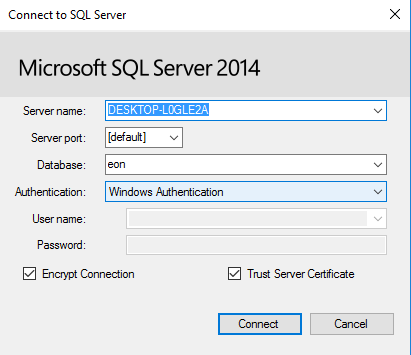 Connect to SQL Server
Microsoft SQL Server 2014
Server name: DESKTOP-L0GLE2A
Server port: [default]
Database: eon
Authentication: Windows Authentication
User name:
Password:
Encrypt Connection Trust Server Certificate
Connect Cancel